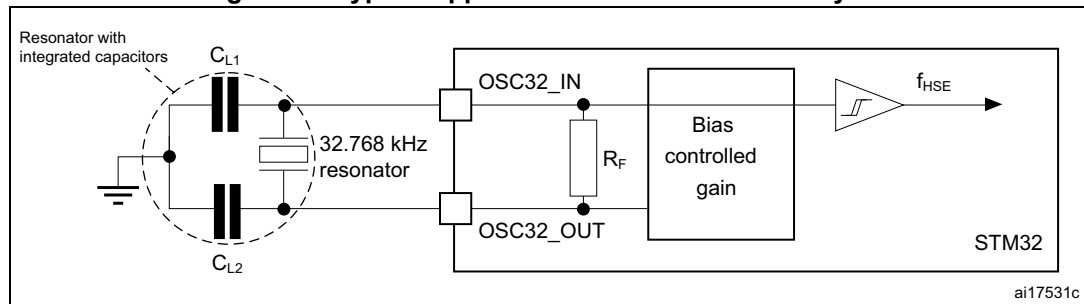 Resonator with
integrated capacitors
CL1
OSC32_IN
fHSE
32.768 kHz
resonator
RF
Bias
controlled
gain
OSC32_OUT
STM32
CL2
ai17531c